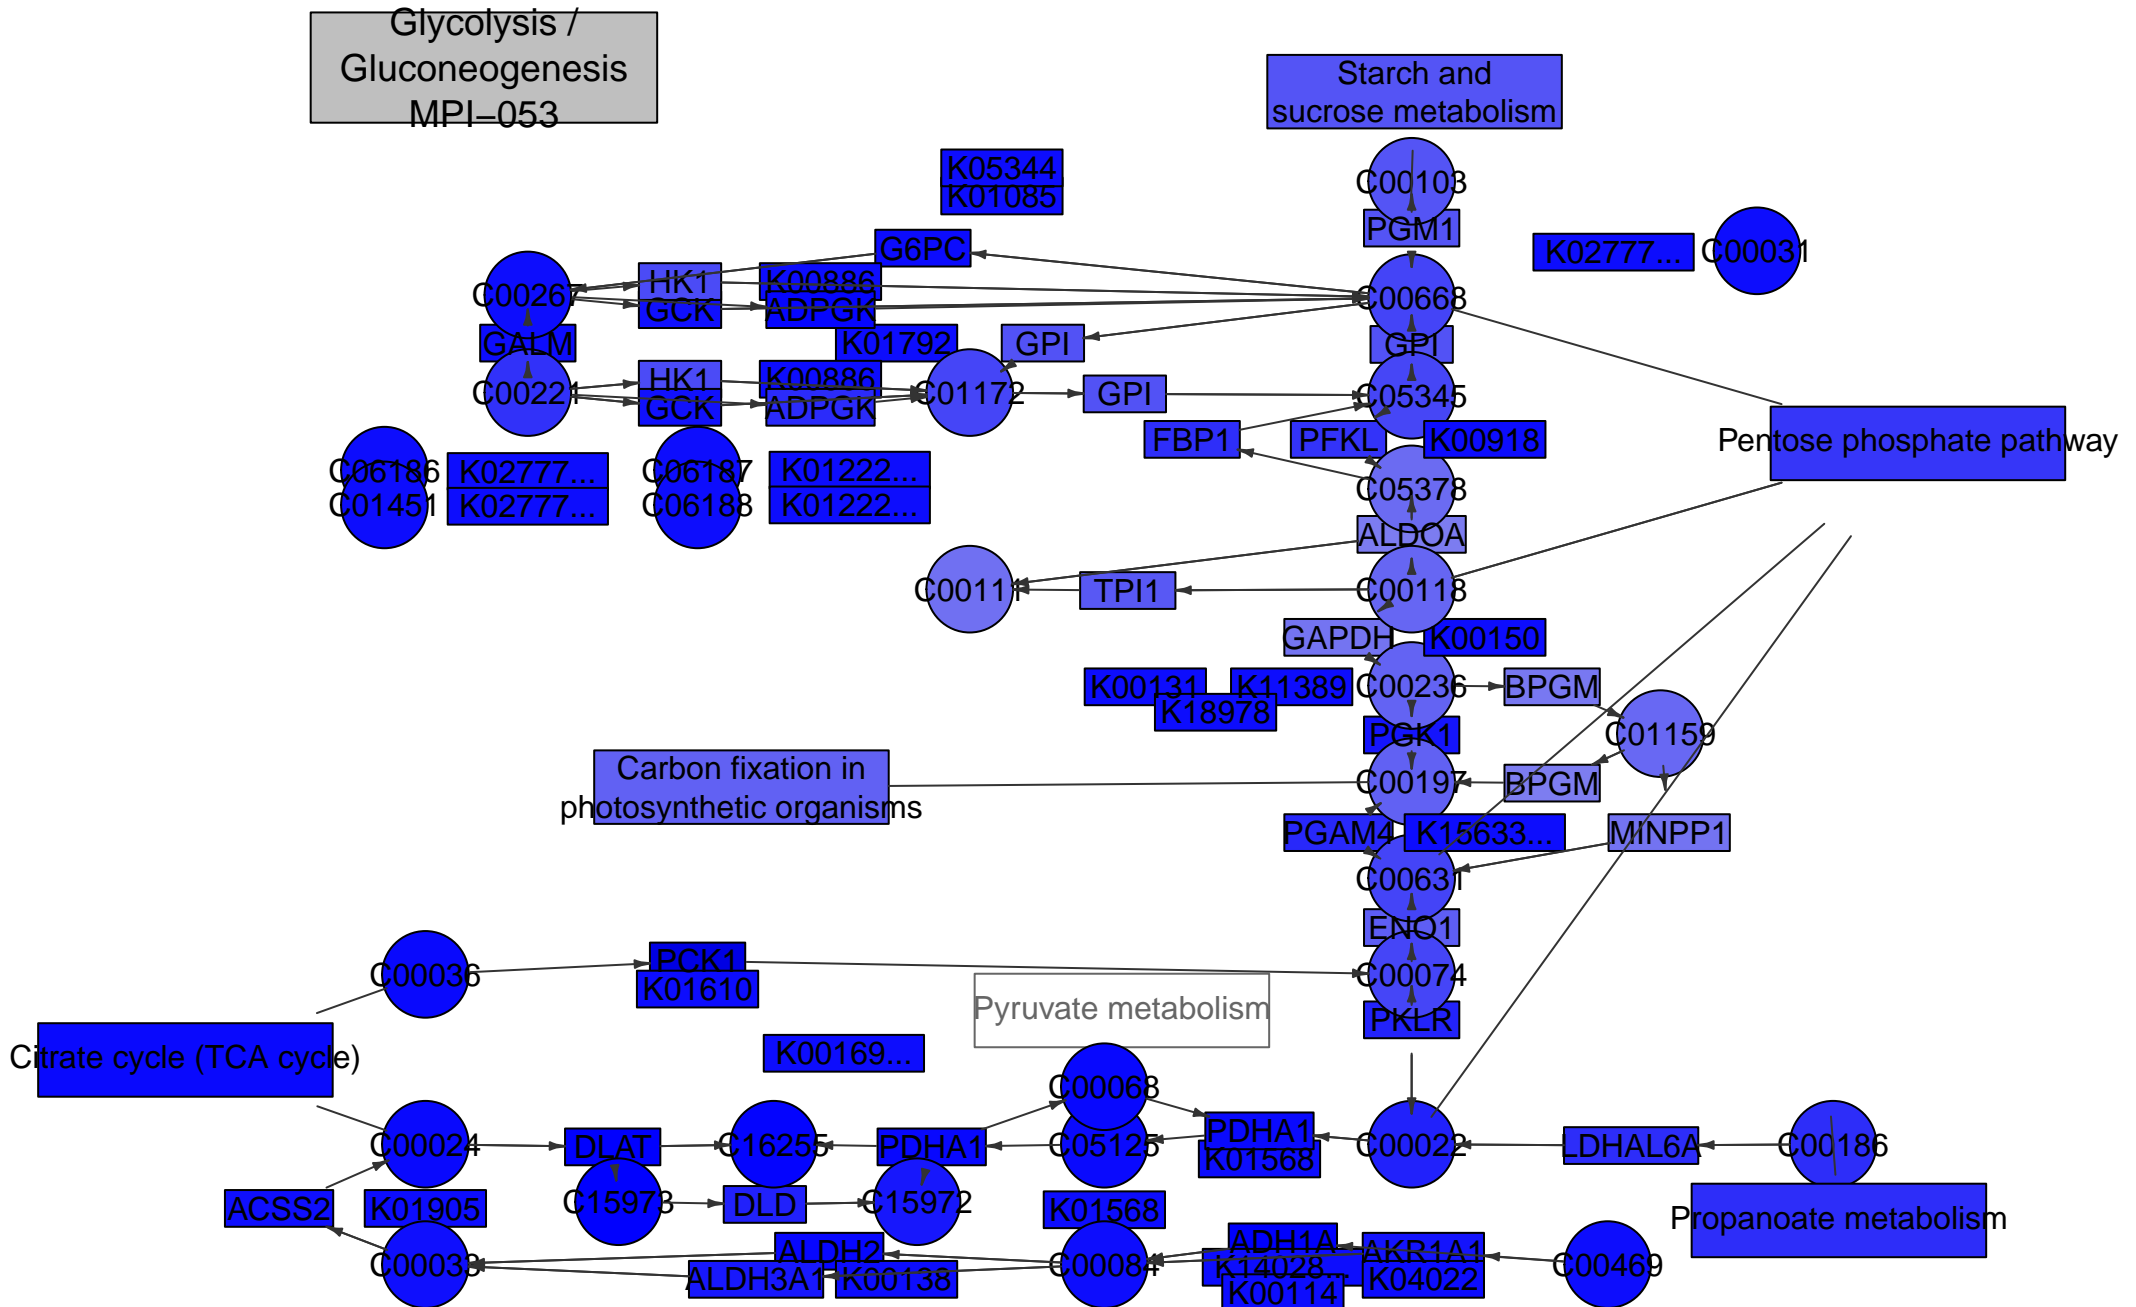 Glycolysis /
Gluconeogenesis
MPI−053
Starch and
sucrose metabolism
K05344
K01085
C00103
PGM1
G6PC
K02777...
C00031
HK1
K00886
C00267
GCK
ADPGK
C00668
GALM
K01792
GPI
GPI
HK1
K00886
C00221
GCK
ADPGK
C01172
GPI
C05345
FBP1
PFKL
K00918
Pentose phosphate pathway
C06186
K02777...
C06187
K01222...
C05378
C01451
K02777...
C06188
K01222...
ALDOA
C00111
TPI1
C00118
GAPDH
K00150
K00131
K11389
C00236
BPGM
K18978
PGK1
C01159
Carbon fixation in
photosynthetic organisms
C00197
BPGM
PGAM4
K15633...
MINPP1
C00631
ENO1
C00036
PCK1
K01610
C00074
Pyruvate metabolism
PKLR
Citrate cycle (TCA cycle)
K00169...
C00068
C00024
DLAT
C16255
PDHA1
C05125
PDHA1
K01568
C00022
LDHAL6A
C00186
ACSS2
K01905
C15973
DLD
C15972
K01568
Propanoate metabolism
C00033
ALDH2
ALDH3A1
K00138
C00084
ADH1A
K14028...
K00114
AKR1A1
K04022
C00469